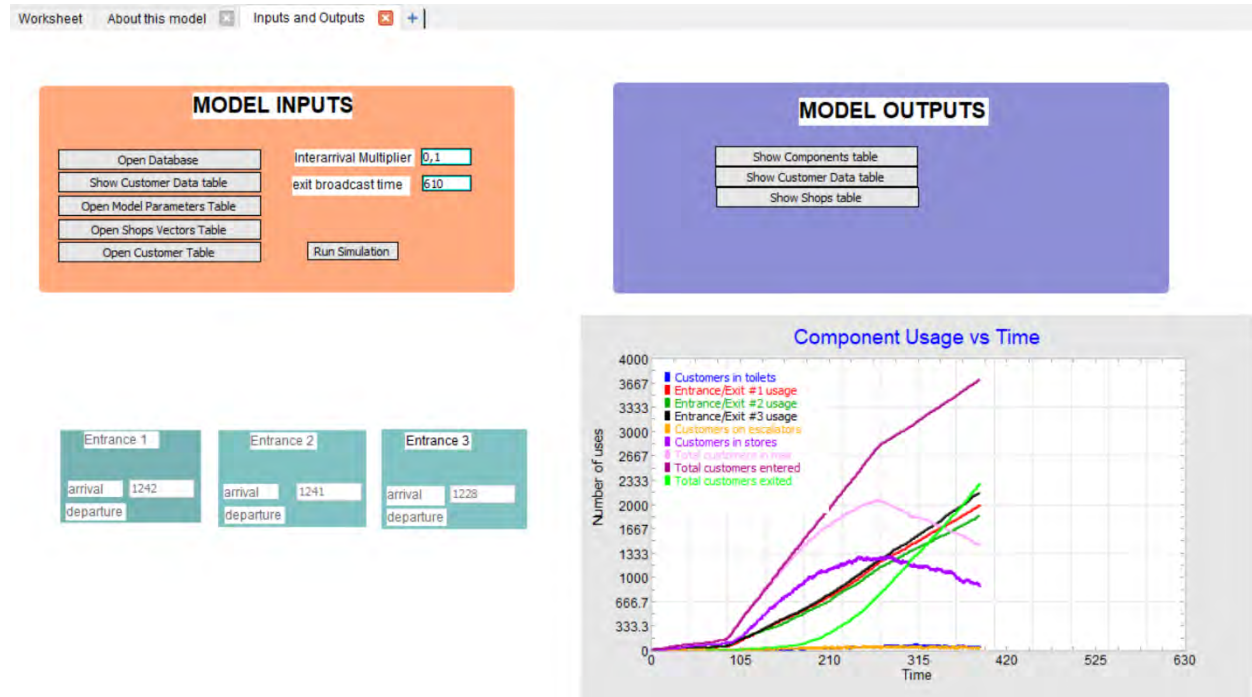 Worksheet About this model Inputs and Outputs +
MODEL INPUTS
Open Database
Show Customer Data table
Open Model Parameters Table
Open Shops Vectors Table
Open Customer Table
Interarrival Multiplier 0,1
exit broadcast time 610
Run Simulation
MODEL OUTPUTS
Show Components table
Show Customer Data table
Show Shops table
Entrance 1
arrival 1242
departure
Entrance 2
arrival 1241
departure
Entrance 3
arrival 1228
departure
Component Usage vs Time
Number of uses
4000
3667
3333
3000
2667
2333
2000
1667
1333
1000
666.7
333.3
0
Customers in toilets
Entrance/Exit #1 usage
Entrance/Exit #2 usage
Entrance/Exit #3 usage
Customers on escalators
Customers in stores
Total customers in
Total customers entered
Total customers exited
0 105 210 315 420 525 630
Time